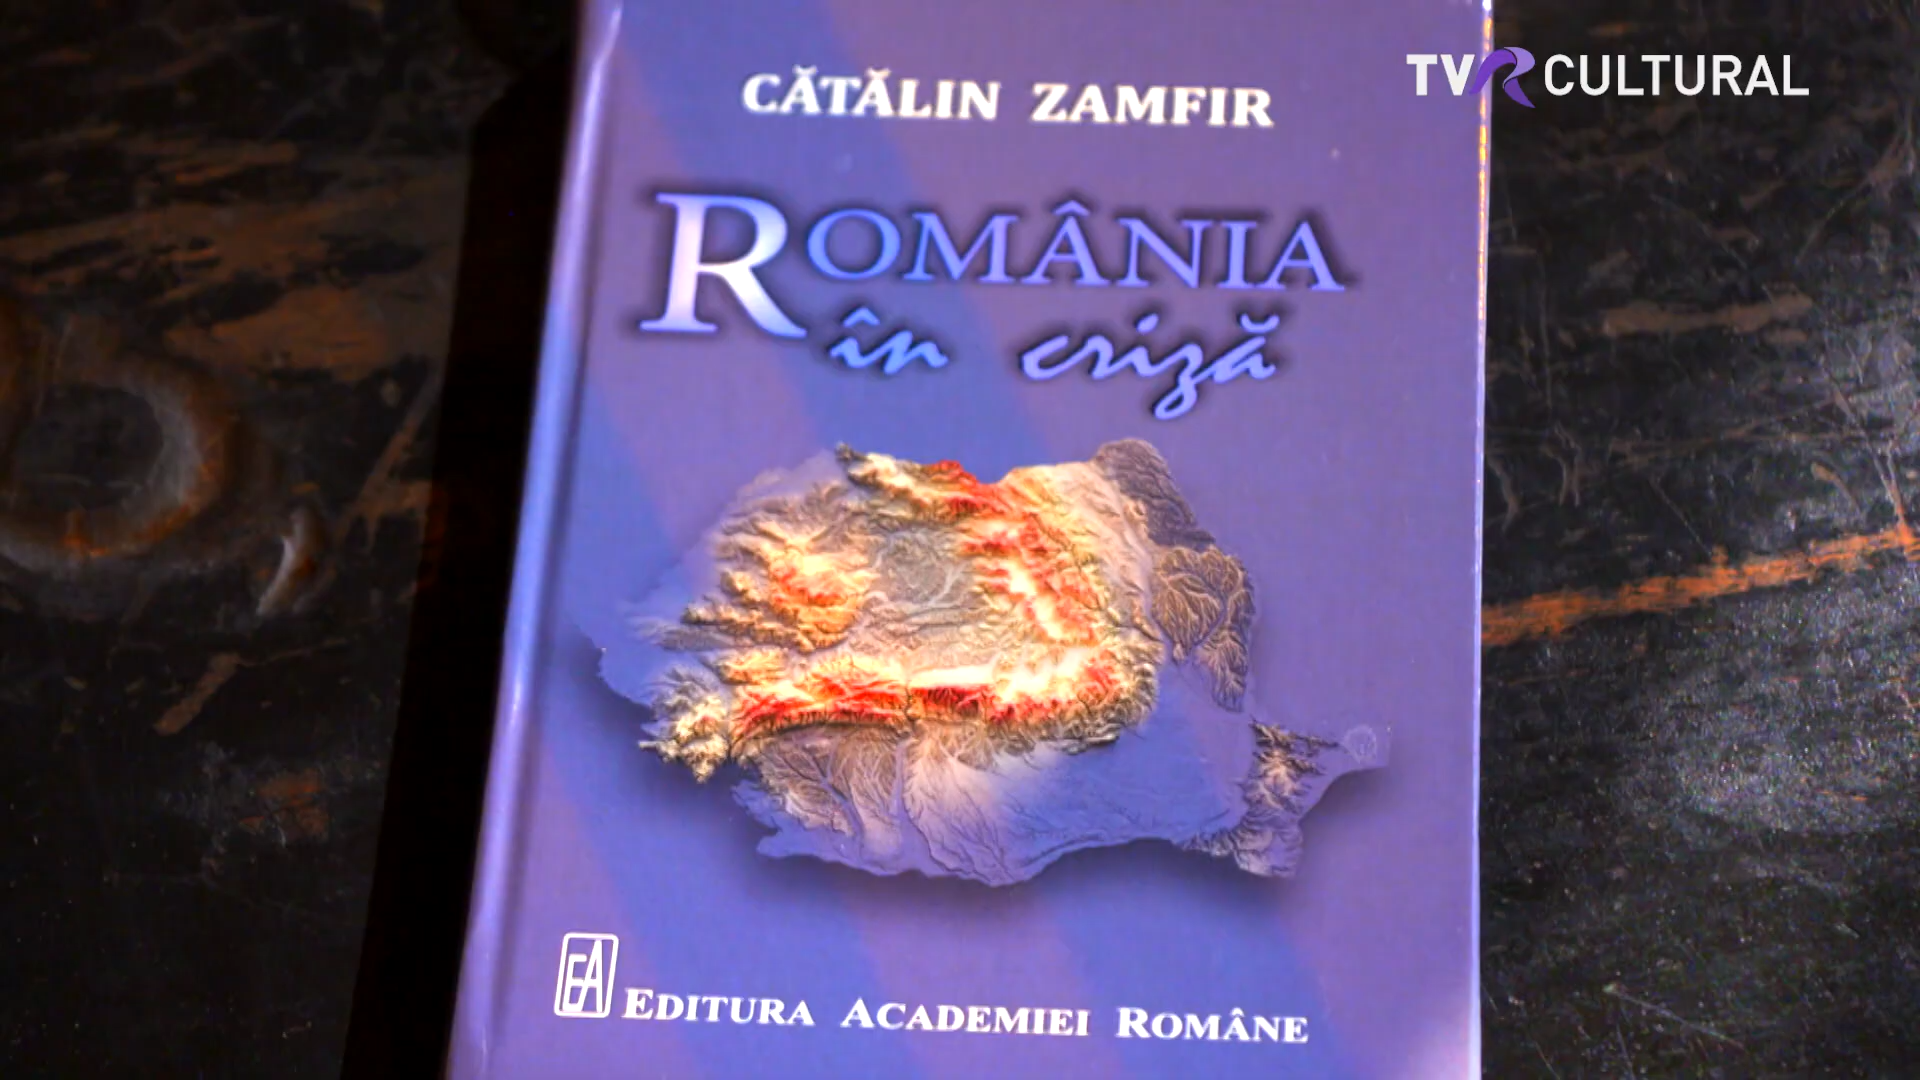 TVR CULTURAL
CĂTĂLIN ZAMFIR
ROMÂNIA
în criză
EA EDITURA ACADEMIEI ROMÂNE